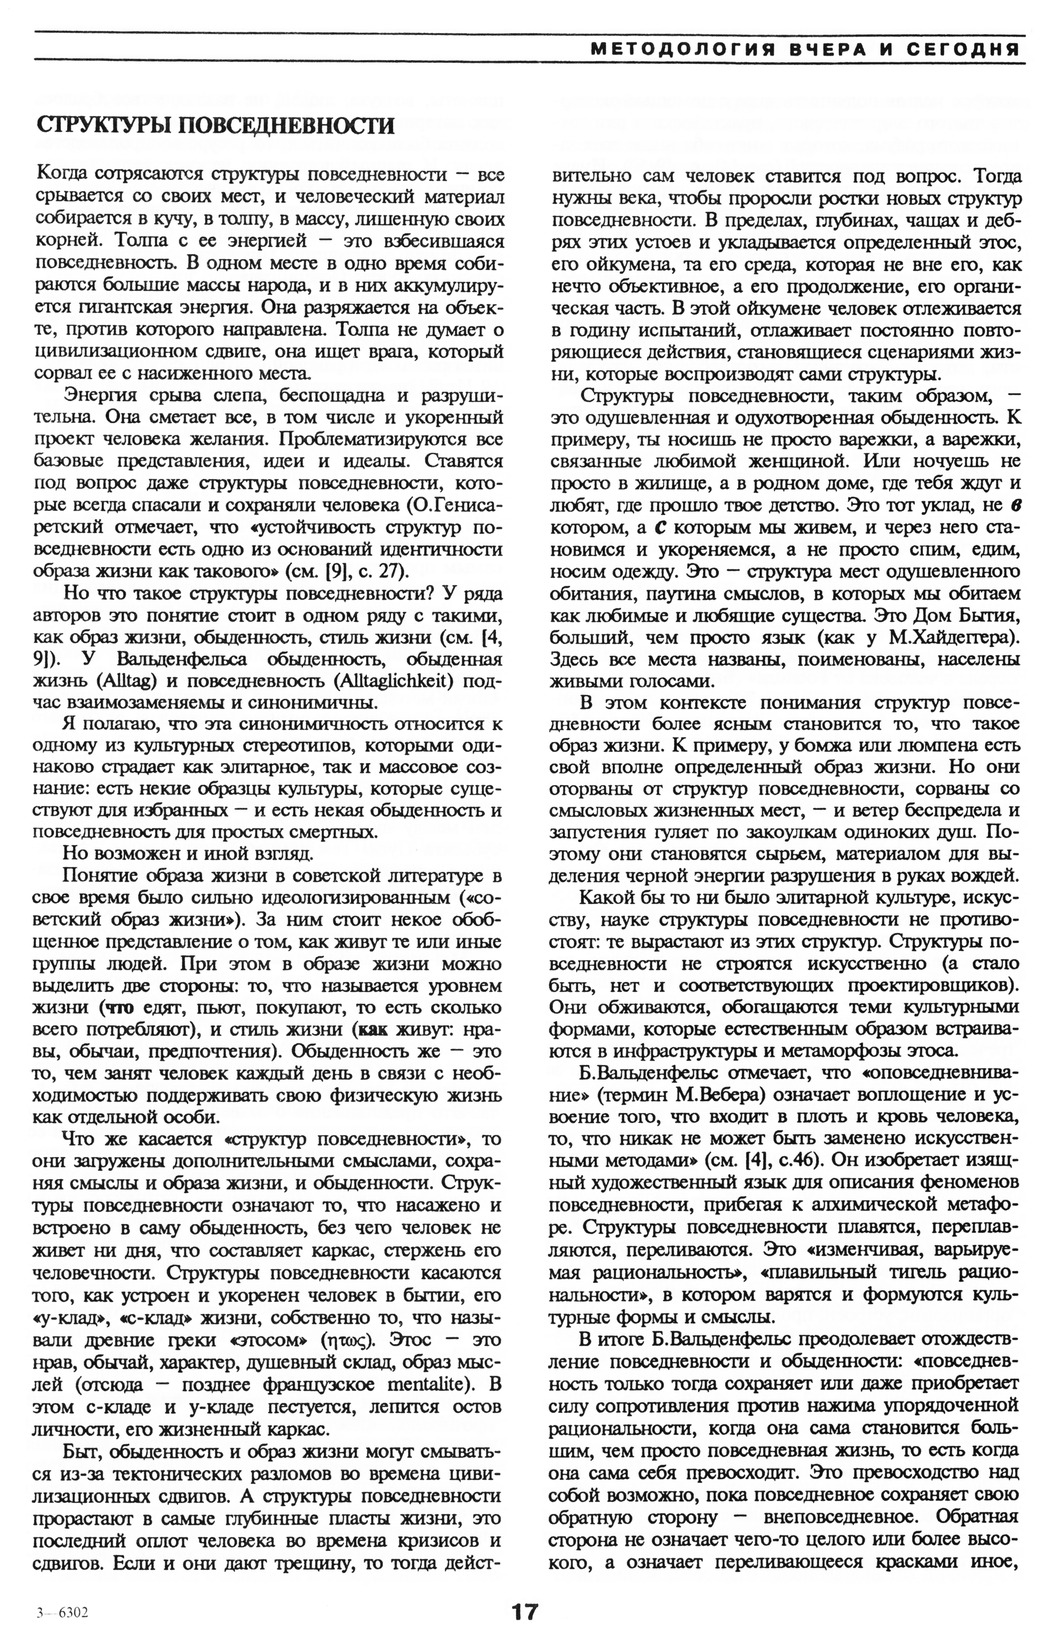 МЕТОДОЛОГИЯ ВЧЕРА И СЕГОДНЯ
СТРУКТУРЫ ПОВСЕДНЕВНОСТИ
Когда сотрясаются структуры повседневности — все
срывается со своих мест, и человеческий материал
собирается в кучу, в толпу, в массу, лишенную своих
корней. Толпа с ее энергией — это взбесившаяся
повседневность. В одном месте в одно время соби-
раются большие массы народа, и в них аккумулиру-
ется гигантская энергия. Она разряжается на объек-
те, против которого направлена. Толпа не думает о
цивилизационном сдвиге, она ищет врага, который
сорвал ее с насиженного места.
Энергия срыва слепа, беспощадна и разруши-
тельна. Она сметает все, в том числе и укоренный
проект человека желания. Проблематизируются все
базовые представления, идеи и идеалы. Ставятся
под вопрос даже структуры повседневности, кото-
рые всегда спасали и сохраняли человека (О.Гениса-
ретский отмечает, что «устойчивость структур по-
вседневности есть одно из оснований идентичности
образа жизни как такового» (см. [9], с. 27).
Но что такое структуры повседневности? У ряда
авторов это понятие стоит в одном ряду с такими,
как образ жизни, обыденность, стиль жизни (см. [4,
9]). У Вальденфельса обыденность, обыденная
жизнь (Alltag) и повседневность (Alltaglichkeit) под-
час взаимозаменяемы и синонимичны.
Я полагаю, что эта синонимичность относится к
одному из культурных стереотипов, которыми оди-
наково страдает как элитарное, так и массовое соз-
нание: есть некие образцы культуры, которые суще-
ствуют для избранных — и есть некая обыденность и
повседневность для простых смертных.
Но возможен и иной взгляд.
Понятие образа жизни в советской литературе в
свое время было сильно идеологизированным («со-
ветский образ жизни»). За ним стоит некое обоб-
щенное представление о том, как живут те или иные
группы людей. При этом в образе жизни можно
выделить две стороны: то, что называется уровнем
жизни (что едят, пьют, покупают, то есть сколько
всего потребляют), и стиль жизни (как живут: нра-
вы, обычаи, предпочтения). Обыденность же — это
то, чем занят человек каждый день в связи с необ-
ходимостью поддерживать свою физическую жизнь
как отдельной особи.
Что же касается «структур повседневности», то
они загружены дополнительными смыслами, сохра-
няя смыслы и образа жизни, и обыденности. Струк-
туры повседневности означают то, что насажено и
встроено в саму обыденность, без чего человек не
живет ни дня, что составляет каркас, стержень его
человечности. Структуры повседневности касаются
того, как устроен и укоренен человек в бытии, его
«у-клад», «с-клад» жизни, собственно то, что назы-
вали древние греки «этосом» (ητως). Этос — это
нрав, обычай, характер, душевный склад, образ мыс-
лей (отсюда — позднее французское mentalite). В
этом с-кладе и у-кладе пестуется, лепится остов
личности, его жизненный каркас.
Быт, обыденность и образ жизни могут смывать-
ся из-за тектонических разломов во времена циви-
лизационных сдвигов. А структуры повседневности
прорастают в самые глубинные пласты жизни, это
последний оплот человека во времена кризисов и
сдвигов. Если и они дают трещину, то тогда дейст-
вительно сам человек ставится под вопрос. Тогда
нужны века, чтобы проросли ростки новых структур
повседневности. В пределах, глубинах, чащах и деб-
рях этих устоев и укладывается определенный этос,
его ойкумена, та его среда, которая не вне его, как
нечто объективное, а его продолжение, его органи-
ческая часть. В этой ойкумене человек отлеживается
в годину испытаний, отлаживает постоянно повто-
ряющиеся действия, становящиеся сценариями жиз-
ни, которые воспроизводят сами структуры.
Структуры повседневности, таким образом, —
это одушевленная и одухотворенная обыденность. К
примеру, ты носишь не просто варежки, а варежки,
связанные любимой женщиной. Или ночуешь не
просто в жилище, а в родном доме, где тебя ждут и
любят, где прошло твое детство. Это тот уклад, не в
котором, а С которым мы живем, и через него ста-
новимся и укореняемся, а не просто спим, едим,
носим одежду. Это — структура мест одушевленного
обитания, паутина смыслов, в которых мы обитаем
как любимые и любящие существа. Это Дом Бытия,
больший, чем просто язык (как у М.Хайдеггера).
Здесь все места названы, поименованы, населены
живыми голосами.
В этом контексте понимания структур повсе-
дневности более ясным становится то, что такое
образ жизни. К примеру, у бомжа или люмпена есть
свой вполне определенный образ жизни. Но они
оторваны от структур повседневности, сорваны со
смысловых жизненных мест, — и ветер беспредела и
запустения гуляет по закоулкам одиноких душ. По-
этому они становятся сырьем, материалом для вы-
деления черной энергии разрушения в руках вождей.
Какой бы то ни было элитарной культуре, искус-
ству, науке структуры повседневности не противо-
стоят: те вырастают из этих структур. Структуры по-
вседневности не строятся искусственно (а стало
быть, нет и соответствующих проектировщиков).
Они обживаются, обогащаются теми культурными
формами, которые естественным образом встраива-
ются в инфраструктуры и метаморфозы этоса.
Б.Вальденфельс отмечает, что «оповседневнива-
ние» (термин М.Вебера) означает воплощение и ус-
воение того, что входит в плоть и кровь человека,
то, что никак не может быть заменено искусствен-
ными методами» (см. [4], с.46). Он изобретает изящ-
ный художественный язык для описания феноменов
повседневности, прибегая к алхимической метафо-
ре. Структуры повседневности плавятся, переплав-
ляются, переливаются. Это «изменчивая, варьируе-
мая рациональность», «плавильный тигель рацио-
нальности», в котором варятся и формуются куль-
турные формы и смыслы.
В итоге Б.Вальденфельс преодолевает отождеств-
ление повседневности и обыденности: «повседнев-
ность только тогда сохраняет или даже приобретает
силу сопротивления против нажима упорядоченной
рациональности, когда она сама становится боль-
шим, чем просто повседневная жизнь, то есть когда
она сама себя превосходит. Это превосходство над
собой возможно, пока повседневное сохраняет свою
обратную сторону — внеповседневное. Обратная
сторона не означает чего-то целого или более высо-
кого, а означает переливающееся красками иное,
3—6302
17